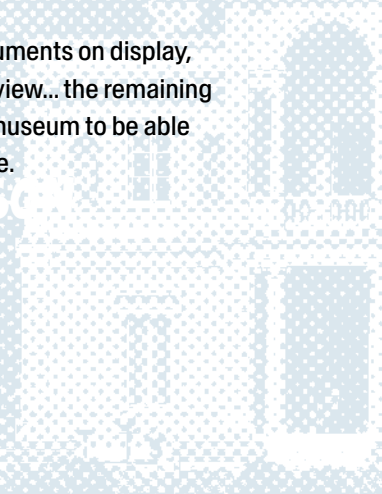 uments on display,
view... the remaining
museum to be able
e.